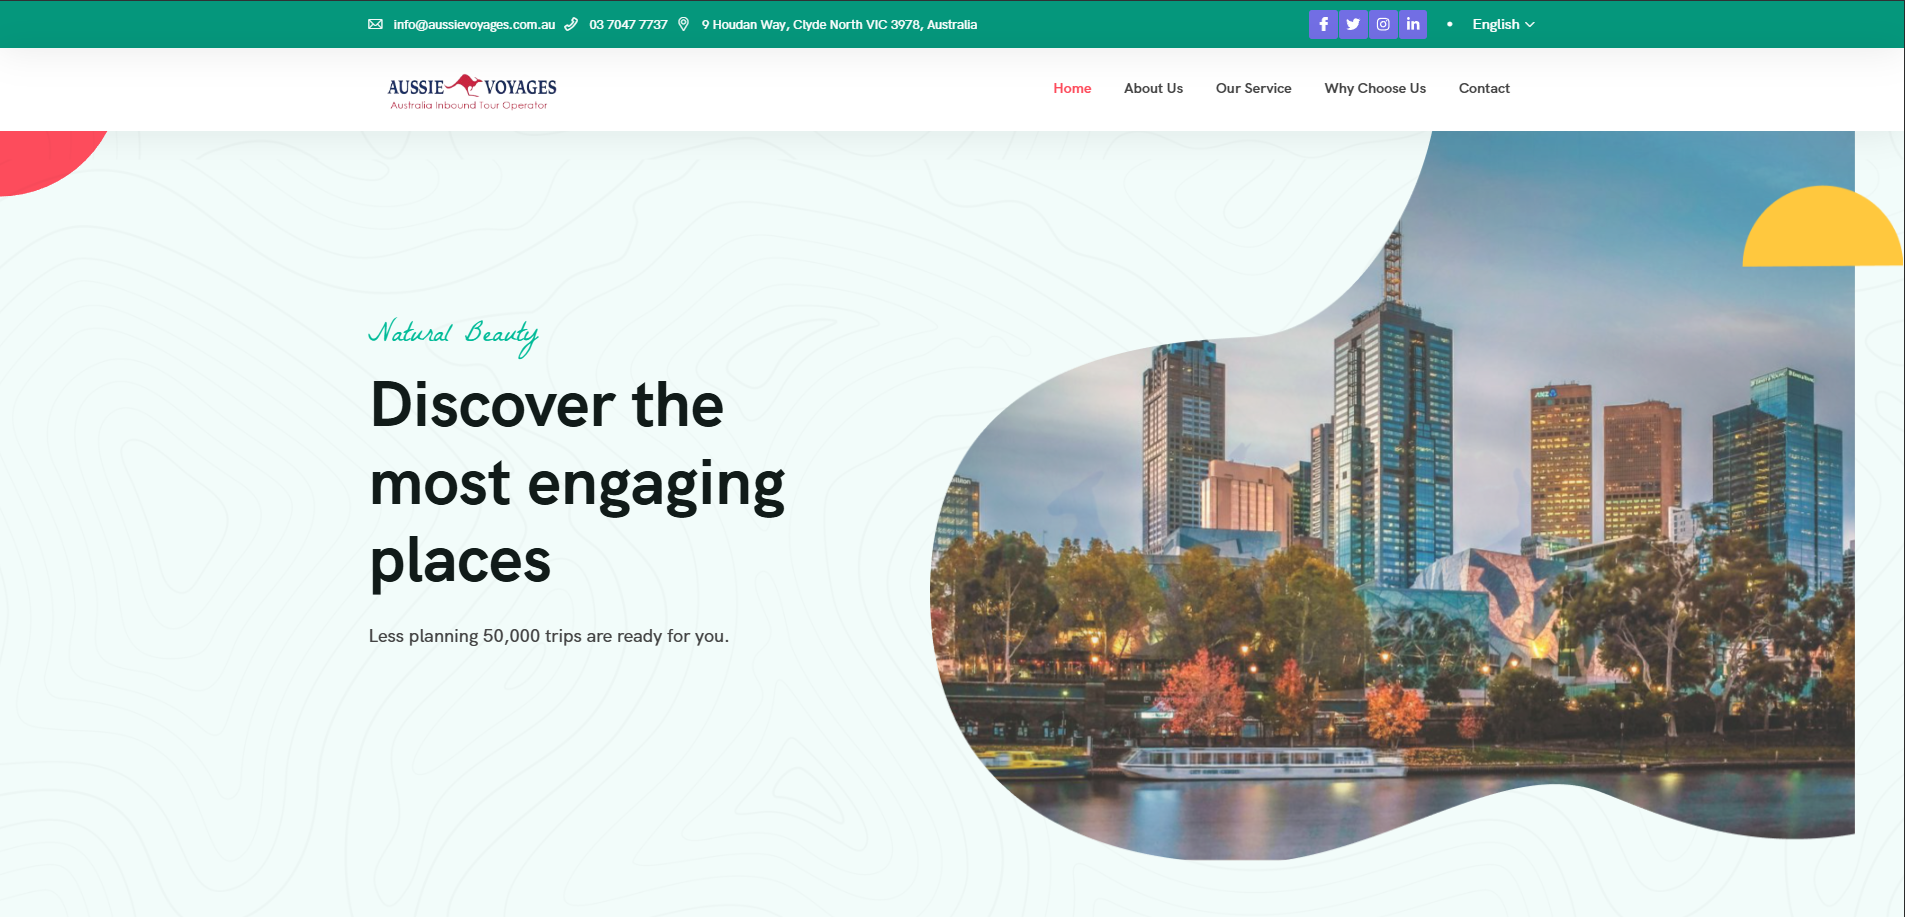 info@aussievoyages.com.au 03 7047 7737 9 Houdan Way, Clyde North VIC 3978, Australia
English
AUSSIE VOYAGES
Australia Inbound Tour Operator
Home About Us Our Service Why Choose Us Contact
Natural Beauty
Discover the
most engaging
places
Less planning 50,000 trips are ready for you.
ANZ